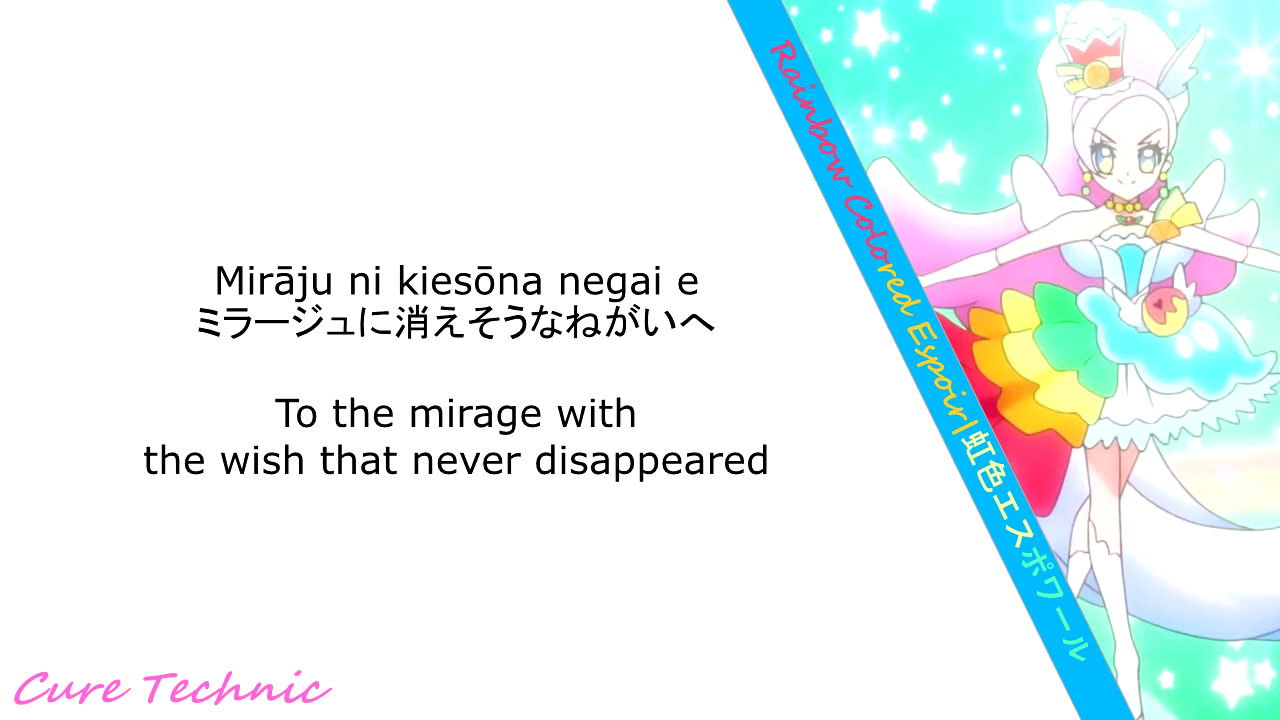 Mirāju ni kiesōna negai e
ミラージュに消えそうなねがいへ
To the mirage with
the wish that never disappeared
Rainbow Colored Espoir|虹色エスポワール
Cure Technic